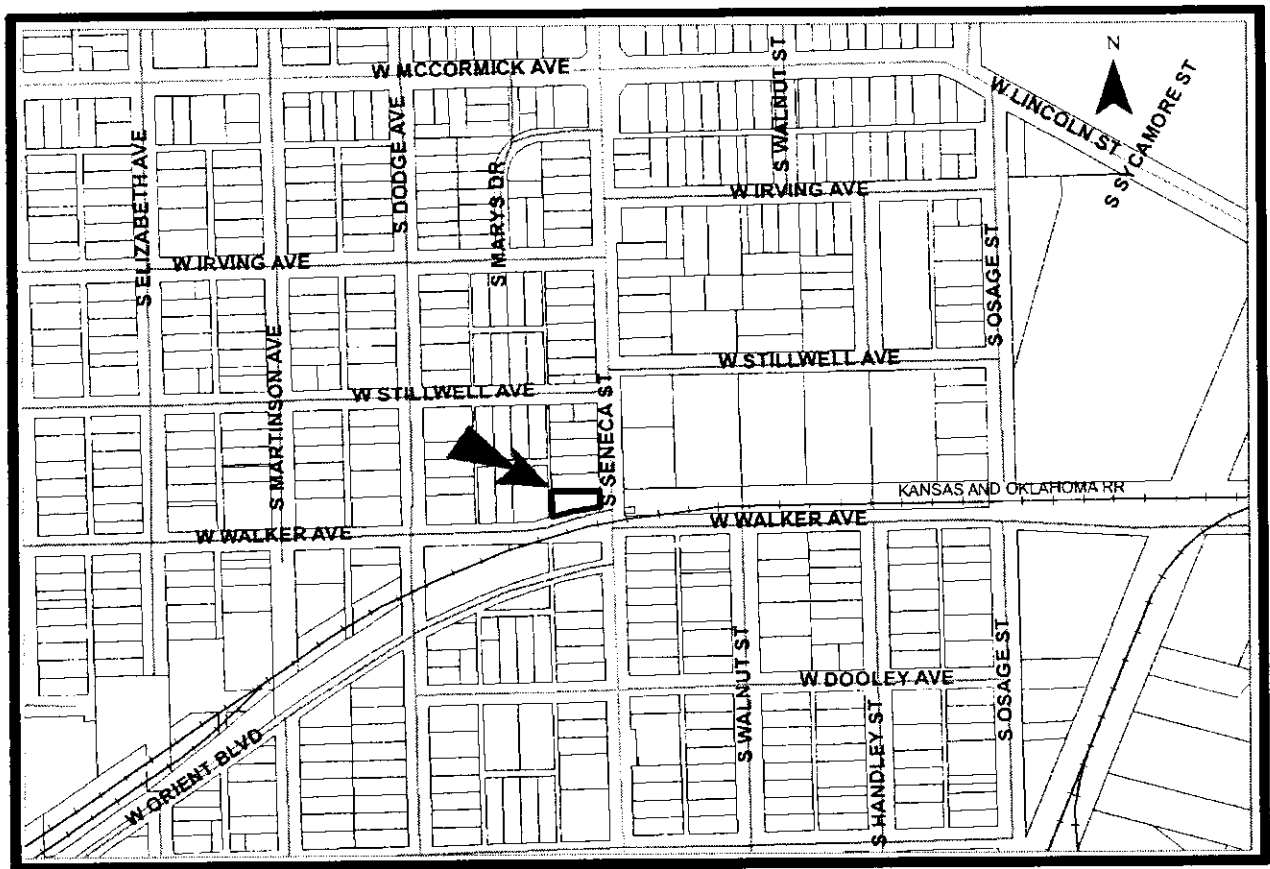 W MCCORMICK AVE
N
W LINCOLN ST
S SYCAMORE ST
S WALNUT ST
S DODGE AVE
S ELIZABETH AVE
S MARYS DR
W IRVING AVE
W IRVING AVE
S OSAGE ST
S MARTINSON AVE
W STILLWELL AVE
W STILLWELL AVE
S SENECA ST
KANSAS AND OKLAHOMA RR
W WALKER AVE
W WALKER AVE
S WALNUT ST
W DOOLEY AVE
S OSAGE ST
S HANDLEY ST
W ORIENT BLVD